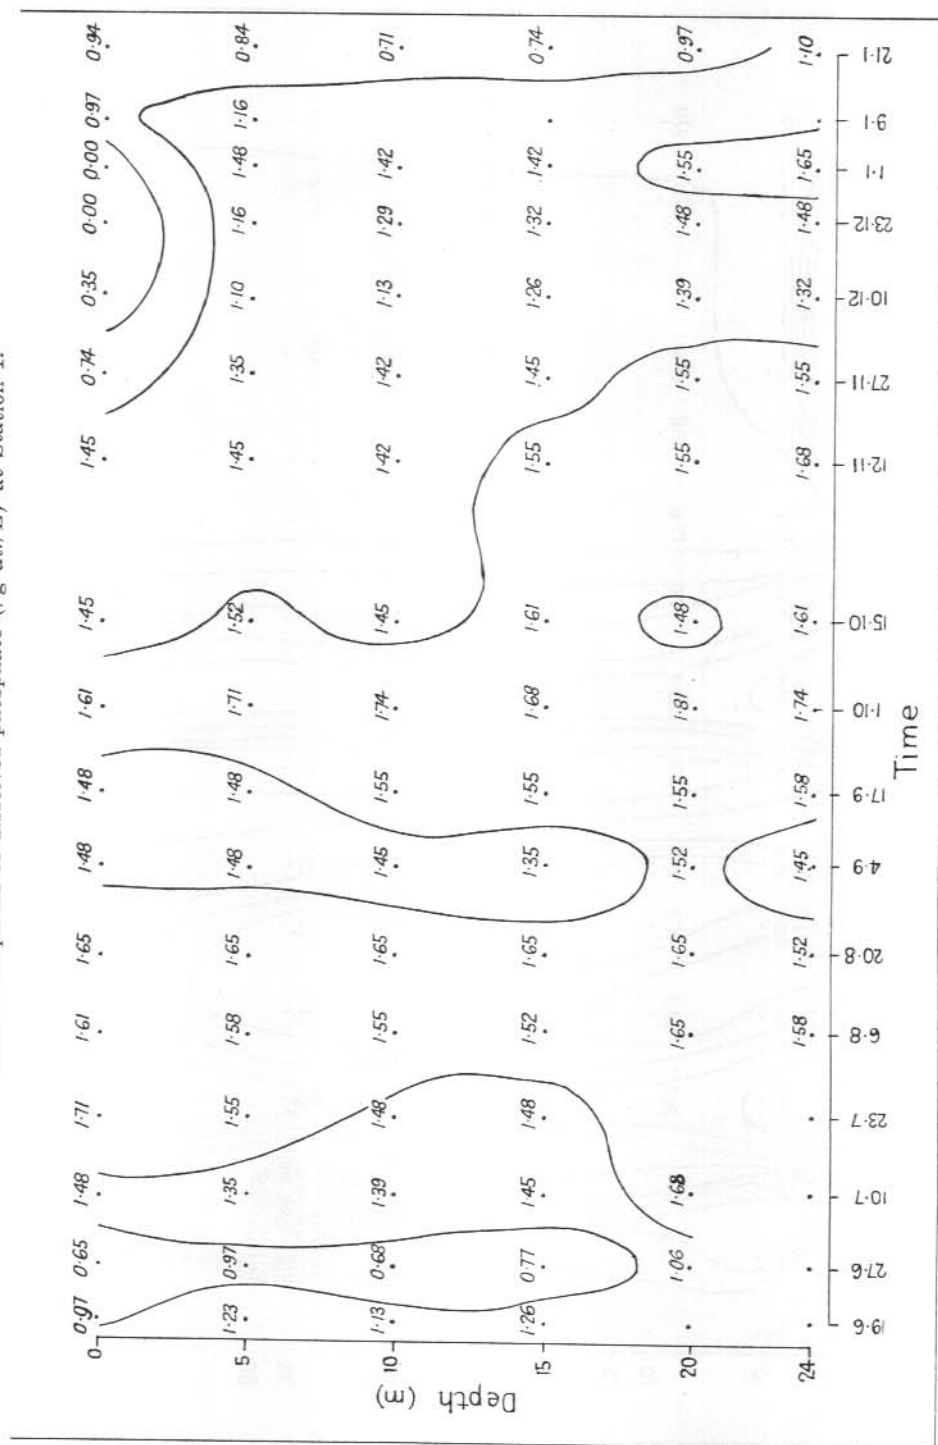 dissolved phosphate at Station 1.
0 0·97 0·65 1·48 1·71 1·61 1·65 1·48 1·48 1·61 1·45 1·45 0·74 0·35 0·00 0·00 0·97 0·94
5 1·23 0·97 1·35 1·55 1·58 1·65 1·48 1·48 1·71 1·52 1·45 1·35 1·10 1·16 1·48 1·16 0·84
10 1·13 0·68 1·39 1·48 1·55 1·65 1·45 1·55 1·74 1·45 1·42 1·42 1·13 1·29 1·42 0·71
15 1·26 0·77 1·45 1·48 1·52 1·65 1·35 1·55 1·68 1·61 1·55 1·45 1·26 1·32 1·42 0·74
20 1·06 1·68 1·65 1·65 1·52 1·55 1·81 1·48 1·55 1·55 1·39 1·48 1·55 0·97
24 1·58 1·52 1·45 1·58 1·74 1·61 1·68 1·55 1·32 1·48 1·65 1·10
Depth (m)
19·6 27·6 10·7 23·7 6·8 20·8 4·9 17·9 1·10 15·10 12·11 27·11 10·12 23·12 1·1 9·1 21·1
Time